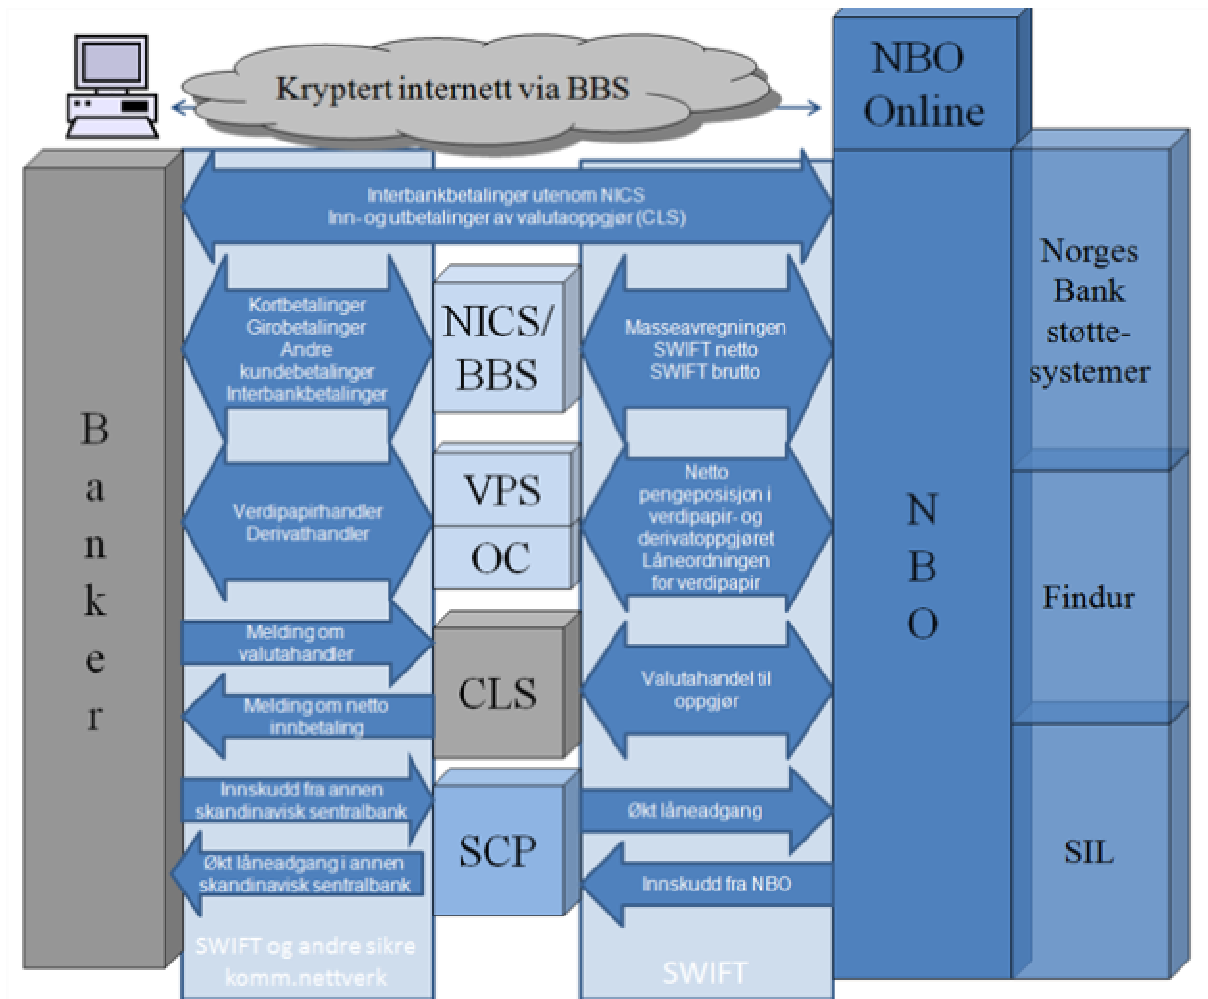 Kryptert internett via BBS
NBO
Online
Interbankbetalinger utenom NICS
Inn- og utbetalinger av valutaoppgjør (CLS)
Banker
Kortbetalinger
Girobetalinger
Andre
kundebetalinger
Interbankbetalinger
NICS/
BBS
Masseavregningen
SWIFT netto
SWIFT brutto
Verdipapirhandler
Derivathandler
VPS
OC
Netto
pengeposisjon i
verdipapir- og
derivatoppgjøret
Låneordningen
for verdipapir
Melding om
valutahandler
Melding om netto
innbetaling
CLS
Valutahandel til
oppgjør
Innskudd fra annen
skandinavisk sentralbank
Økt låneadgang i annen
skandinavisk sentralbank
SCP
Økt låneadgang
Innskudd fra NBO
SWIFT og andre sikre
komm.nettverk
SWIFT
NBO
Norges
Bank
støtte-
systemer
Findur
SIL